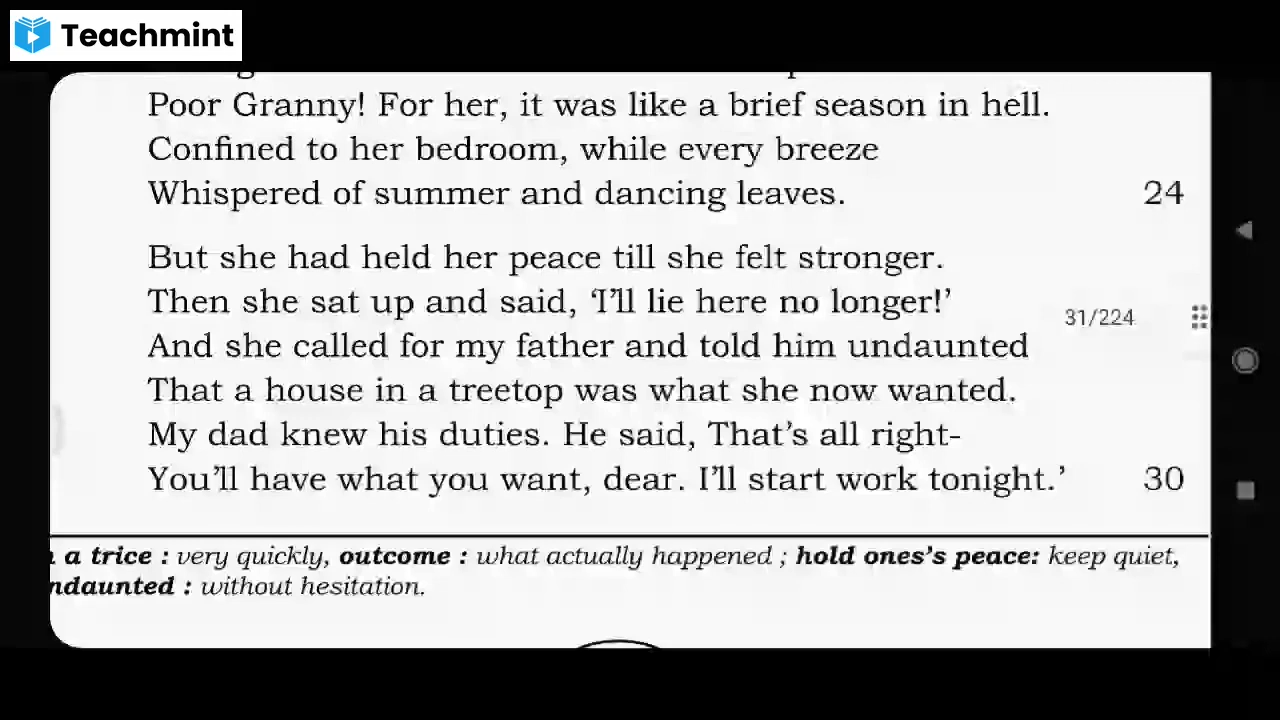 Teachmint
Poor Granny! For her, it was like a brief season in hell.
Confined to her bedroom, while every breeze
Whispered of summer and dancing leaves. 24
But she had held her peace till she felt stronger.
Then she sat up and said, ‘I’ll lie here no longer!’
31/224
And she called for my father and told him undaunted
That a house in a treetop was what she now wanted.
My dad knew his duties. He said, That’s all right-
You’ll have what you want, dear. I’ll start work tonight.’ 30
a trice : very quickly, outcome : what actually happened ; hold ones’s peace: keep quiet,
ndaunted : without hesitation.